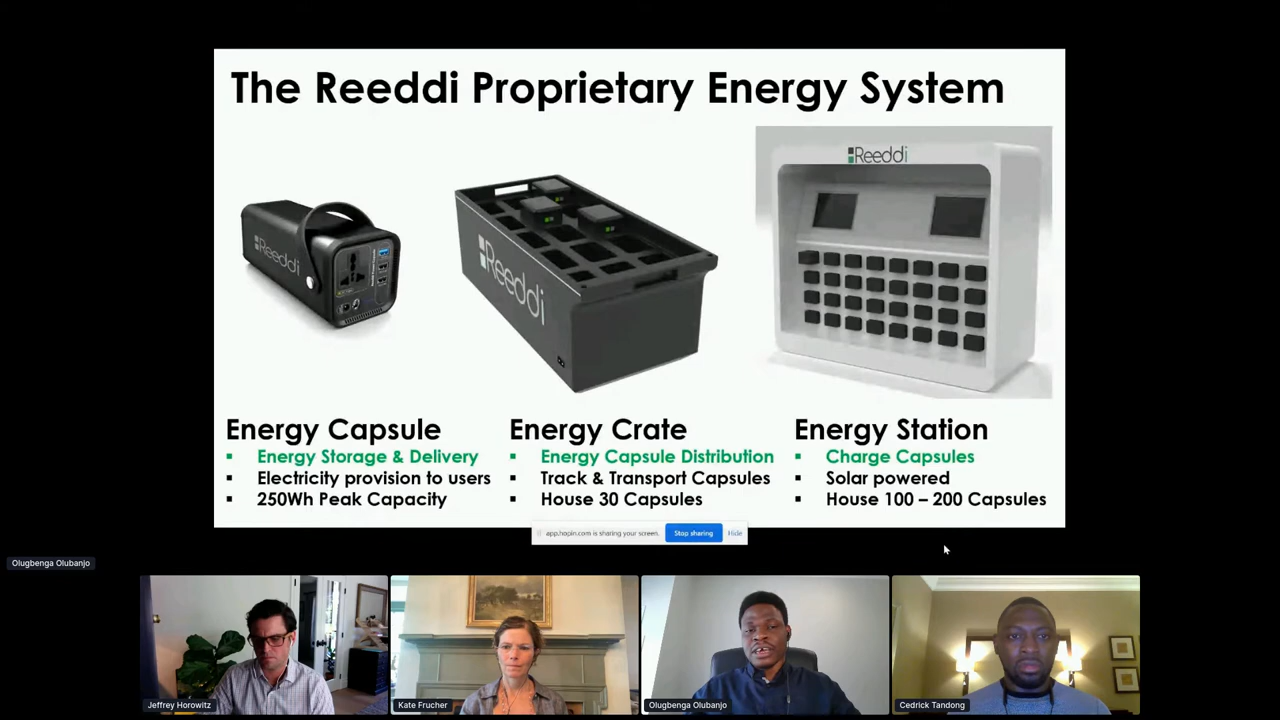 The Reeddi Proprietary Energy System
Reeddi
Reeddi
Reeddi
Energy Capsule
▪ Energy Storage & Delivery
▪ Electricity provision to users
▪ 250Wh Peak Capacity
Energy Crate
▪ Energy Capsule Distribution
▪ Track & Transport Capsules
▪ House 30 Capsules
Energy Station
▪ Charge Capsules
▪ Solar powered
▪ House 100 – 200 Capsules
app.hopin.com is sharing your screen.
Stop sharing
Hide
Olugbenga Olubanjo
Jeffrey Horowitz
Kate Frucher
Olugbenga Olubanjo
Cedrick Tandong